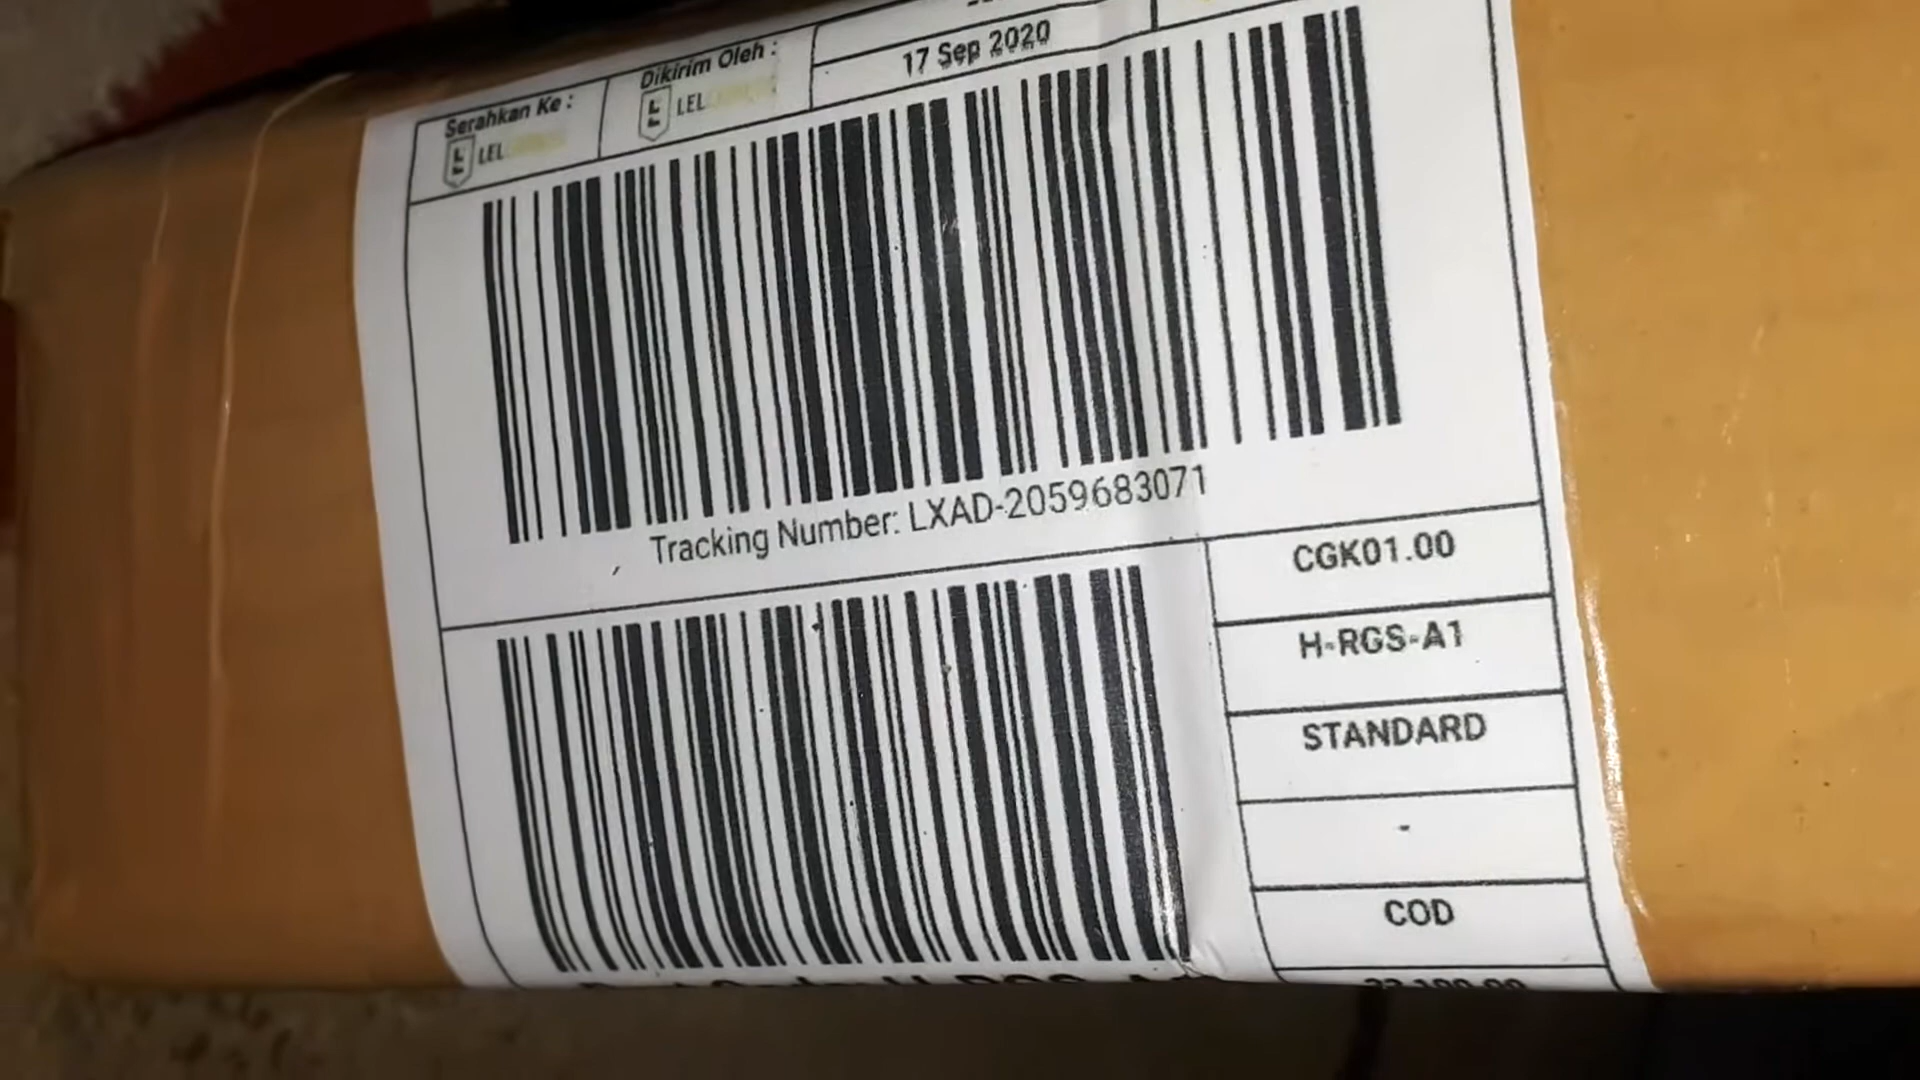 Serahkan Ke :
LEL
Dikirim Oleh :
LEL
17 Sep 2020
Tracking Number: LXAD-2059683071
CGK01.00
H-RGS-A1
STANDARD
-
COD